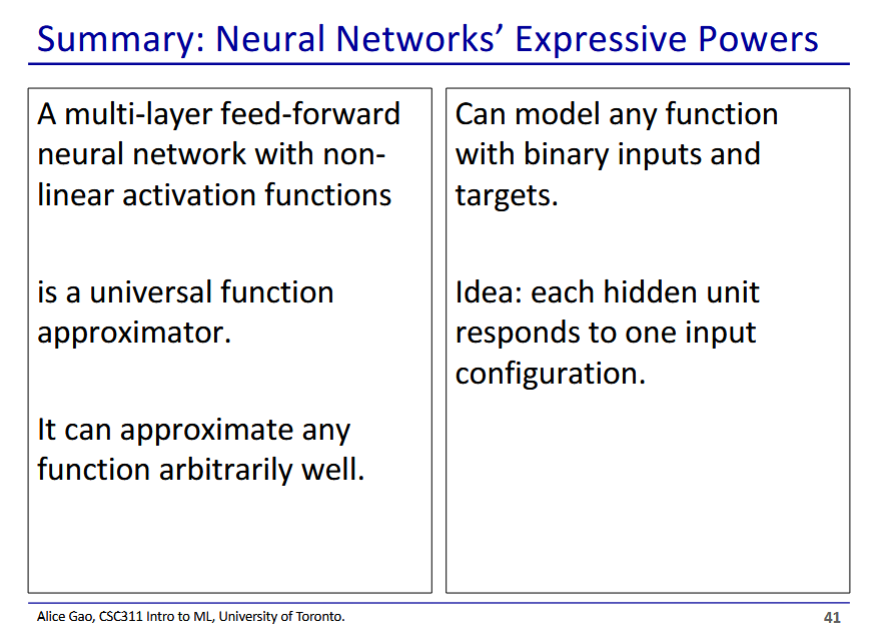 Summary: Neural Networks’ Expressive Powers
A multi-layer feed-forward
neural network with non-
linear activation functions
is a universal function
approximator.
It can approximate any
function arbitrarily well.
Can model any function
with binary inputs and
targets.
Idea: each hidden unit
responds to one input
configuration.
Alice Gao, CSC311 Intro to ML, University of Toronto.
41